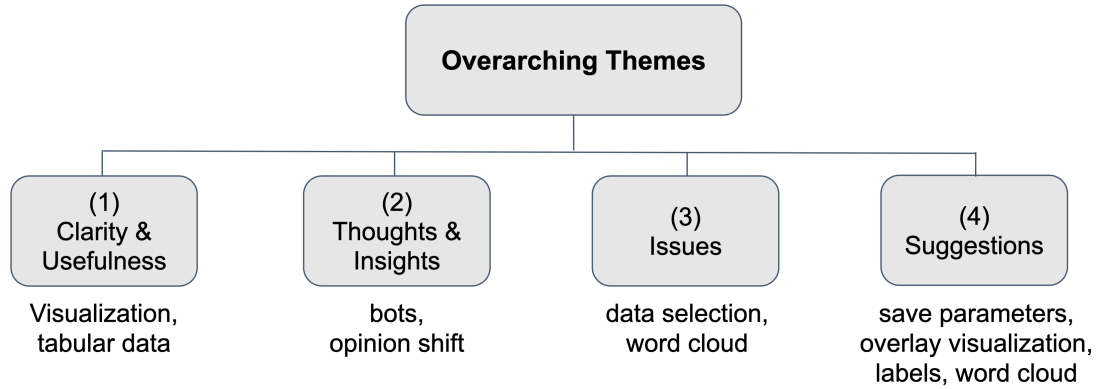 Overarching Themes
(1)
Clarity &
Usefulness
Visualization,
tabular data
(2)
Thoughts &
Insights
bots,
opinion shift
(3)
Issues
data selection,
word cloud
(4)
Suggestions
save parameters,
overlay visualization,
labels, word cloud